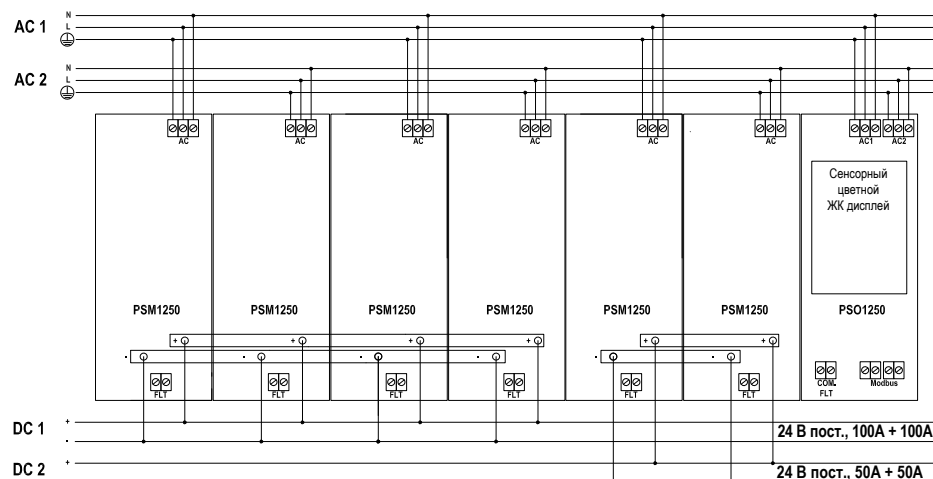 AC 1
N
L
AC 2
N
L
AC AC AC AC AC AC AC1 AC2
Сенсорный
цветной
ЖК дисплей
PSM1250 PSM1250 PSM1250 PSM1250 PSM1250 PSM1250 PSO1250
+ + + + + +
- - - - - -
FLT FLT FLT FLT FLT FLT COM. Modbus
FLT
DC 1 +
-
24 В пост., 100А + 100А
DC 2 +
24 В пост., 50А + 50А